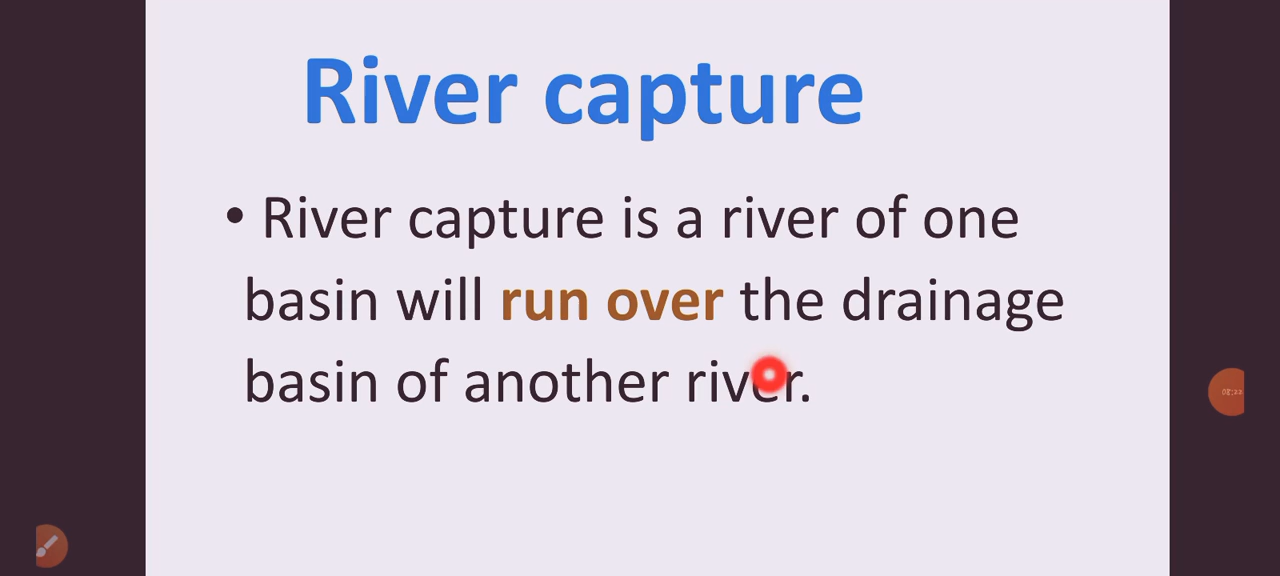 River capture
• River capture is a river of one
basin will run over the drainage
basin of another river.